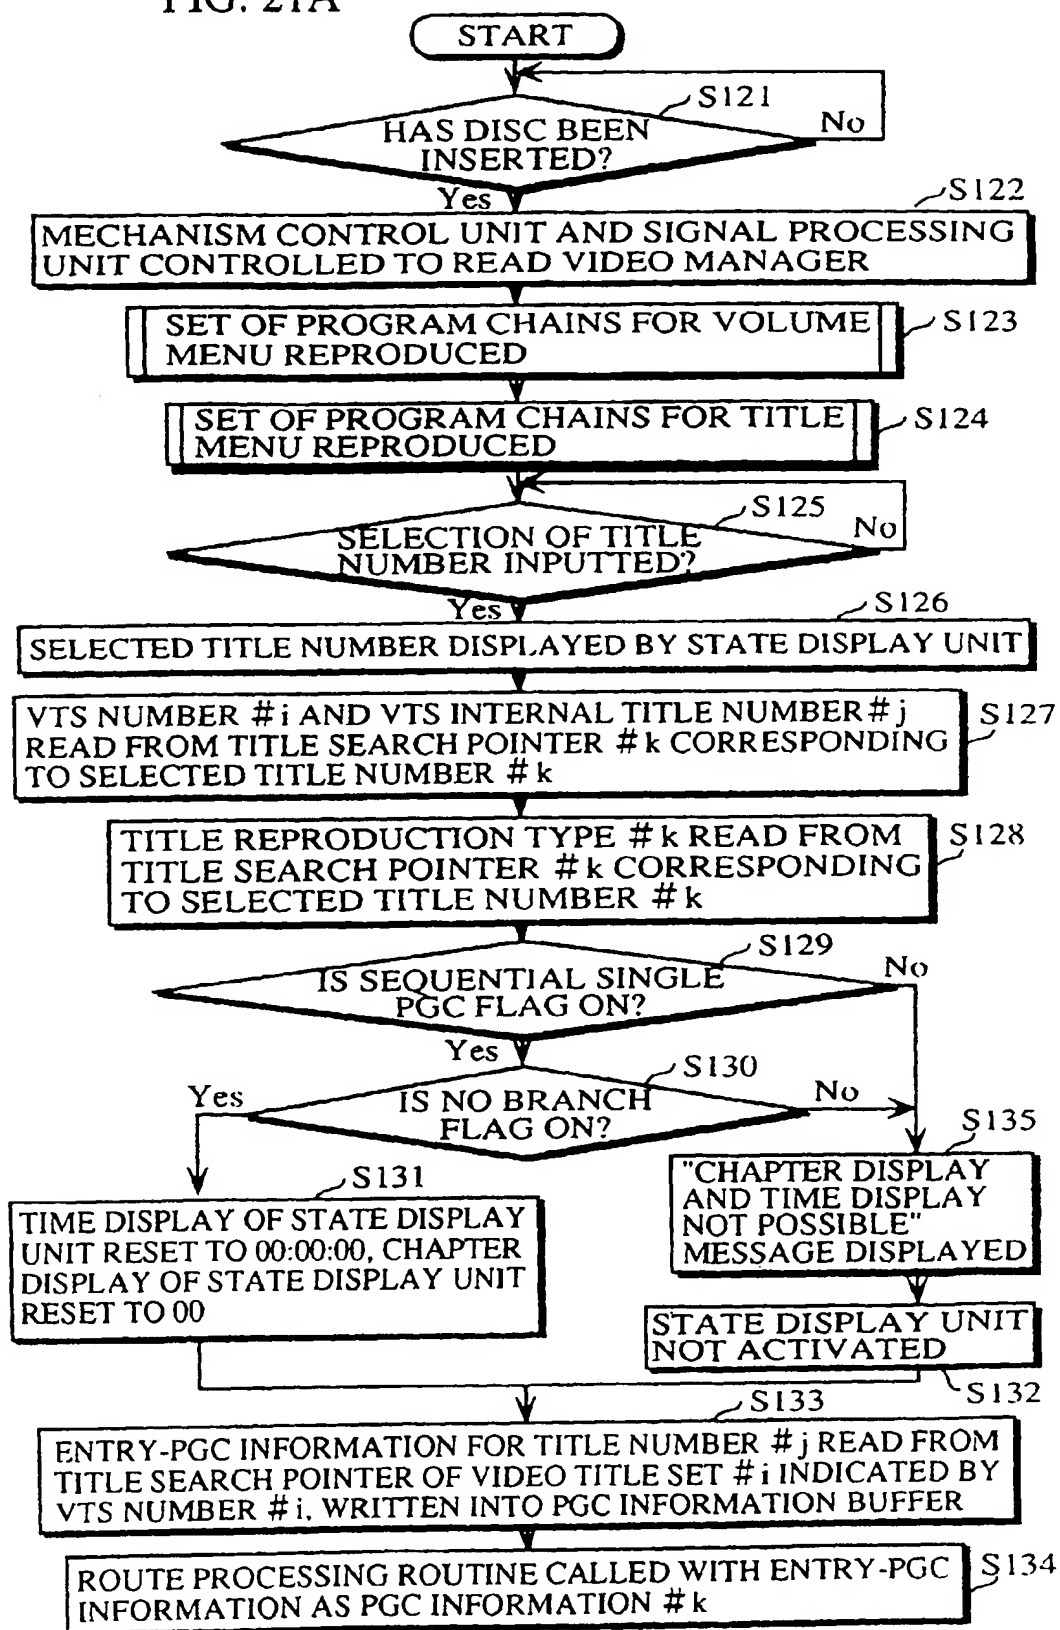 FIG. 21A
START
S121
HAS DISC BEEN
INSERTED?
No
Yes
S122
MECHANISM CONTROL UNIT AND SIGNAL PROCESSING
UNIT CONTROLLED TO READ VIDEO MANAGER
SET OF PROGRAM CHAINS FOR VOLUME
MENU REPRODUCED
S123
SET OF PROGRAM CHAINS FOR TITLE
MENU REPRODUCED
S124
S125
SELECTION OF TITLE
NUMBER INPUTTED?
No
Yes
S126
SELECTED TITLE NUMBER DISPLAYED BY STATE DISPLAY UNIT
VTS NUMBER #i AND VTS INTERNAL TITLE NUMBER #j
READ FROM TITLE SEARCH POINTER #k CORRESPONDING
TO SELECTED TITLE NUMBER #k
S127
TITLE REPRODUCTION TYPE #k READ FROM
TITLE SEARCH POINTER #k CORRESPONDING
TO SELECTED TITLE NUMBER #k
S128
S129
IS SEQUENTIAL SINGLE
PGC FLAG ON?
No
Yes
S130
IS NO BRANCH
FLAG ON?
Yes
No
S131
TIME DISPLAY OF STATE DISPLAY
UNIT RESET TO 00:00:00, CHAPTER
DISPLAY OF STATE DISPLAY UNIT
RESET TO 00
S135
"CHAPTER DISPLAY
AND TIME DISPLAY
NOT POSSIBLE"
MESSAGE DISPLAYED
STATE DISPLAY UNIT
NOT ACTIVATED
S132
S133
ENTRY-PGC INFORMATION FOR TITLE NUMBER #j READ FROM
TITLE SEARCH POINTER OF VIDEO TITLE SET #i INDICATED BY
VTS NUMBER #i, WRITTEN INTO PGC INFORMATION BUFFER
ROUTE PROCESSING ROUTINE CALLED WITH ENTRY-PGC
INFORMATION AS PGC INFORMATION #k
S134